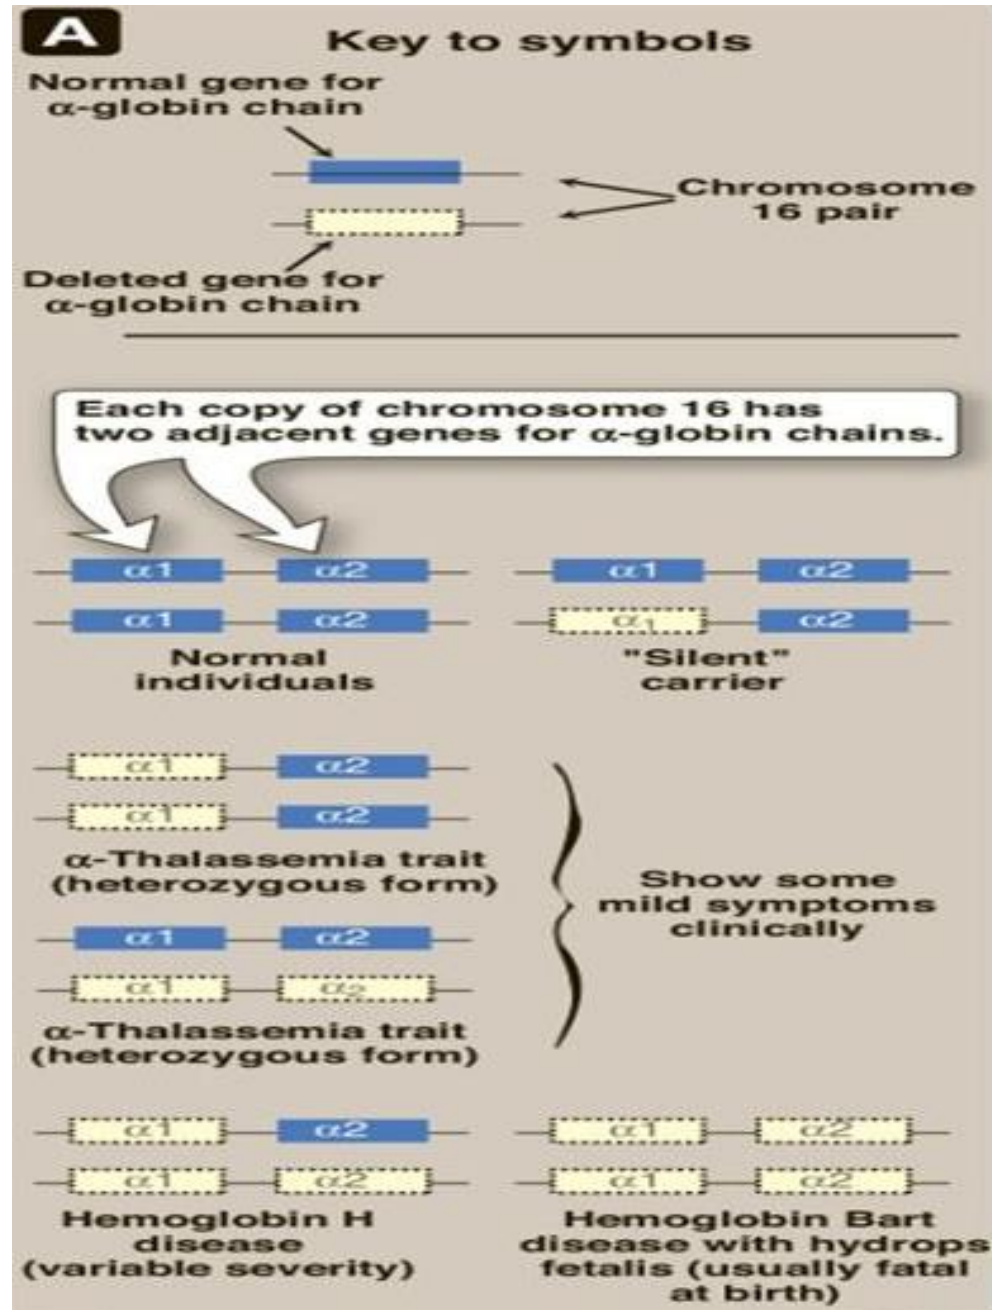 A
Key to symbols
Normal gene for
α-globin chain
Chromosome
16 pair
Deleted gene for
α-globin chain
Each copy of chromosome 16 has
two adjacent genes for α-globin chains.
α1 α2 α1 α2
α1 α2 α1 α2
Normal
individuals
"Silent"
carrier
α1 α2
α1 α2
α-Thalassemia trait
(heterozygous form)
α1 α2
α1 α2
α-Thalassemia trait
(heterozygous form)
Show some
mild symptoms
clinically
α1 α2 α1 α2
α1 α2 α1 α2
Hemoglobin H
disease
(variable severity)
Hemoglobin Bart
disease with hydrops
fetalis (usually fatal
at birth)